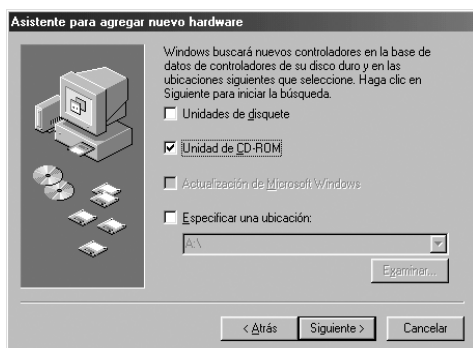 Asistente para agregar nuevo hardware
Windows buscará nuevos controladores en la base de
datos de controladores de su disco duro y en las
ubicaciones siguientes que seleccione. Haga clic en
Siguiente para iniciar la búsqueda.
Unidades de disquete
Unidad de CD-ROM
Actualización de Microsoft Windows
Especificar una ubicación:
A:\
Examinar...
< Atrás   Siguiente >   Cancelar